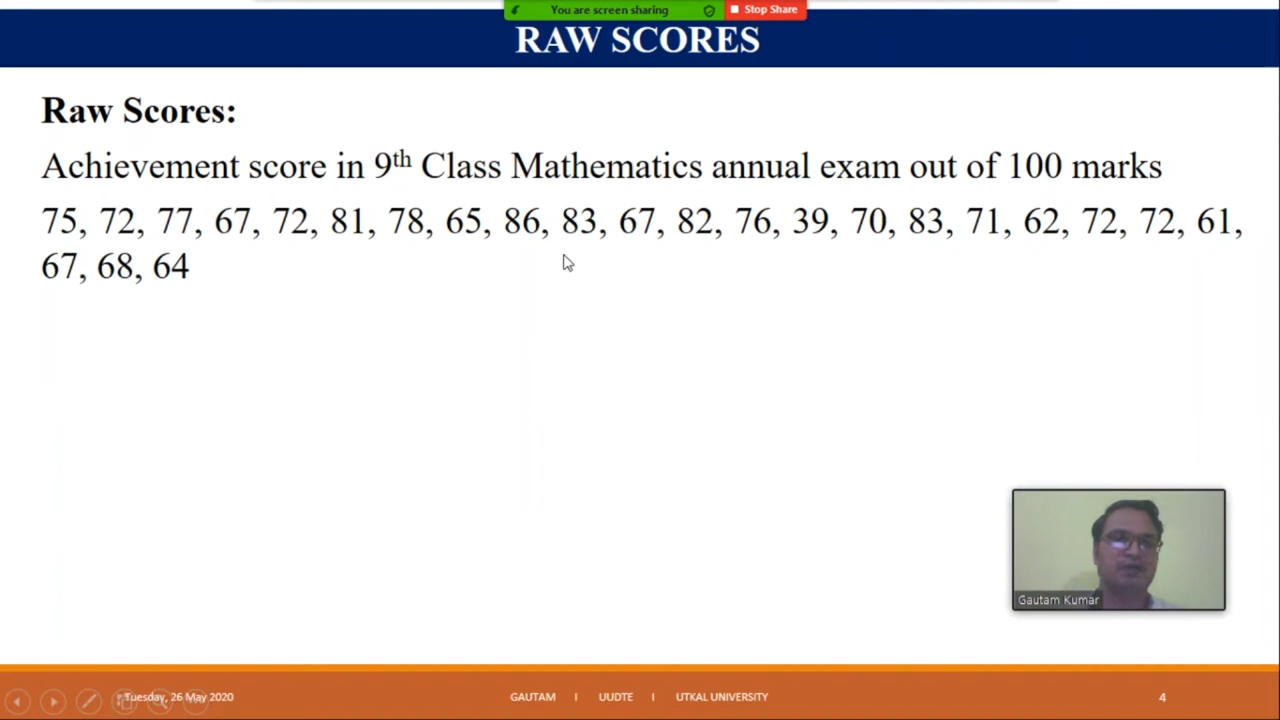 You are screen sharing
Stop Share
RAW SCORES
Raw Scores:
Achievement score in 9th Class Mathematics annual exam out of 100 marks
75, 72, 77, 67, 72, 81, 78, 65, 86, 83, 67, 82, 76, 39, 70, 83, 71, 62, 72, 72, 61,
67, 68, 64
Gautam Kumar
Tuesday, 26 May 2020
GAUTAM I UUDTE I UTKAL UNIVERSITY
4